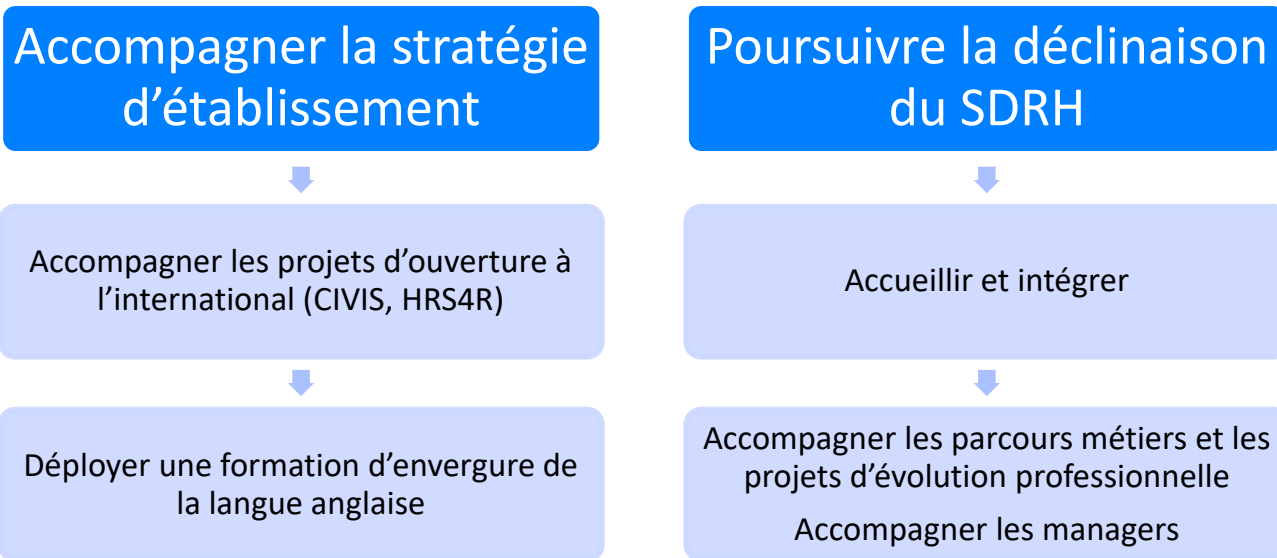 Accompagner la stratégie
d’établissement
Accompagner les projets d’ouverture à
l’international (CIVIS, HRS4R)
Déployer une formation d’envergure de
la langue anglaise
Poursuivre la déclinaison
du SDRH
Accueillir et intégrer
Accompagner les parcours métiers et les
projets d’évolution professionnelle
Accompagner les managers